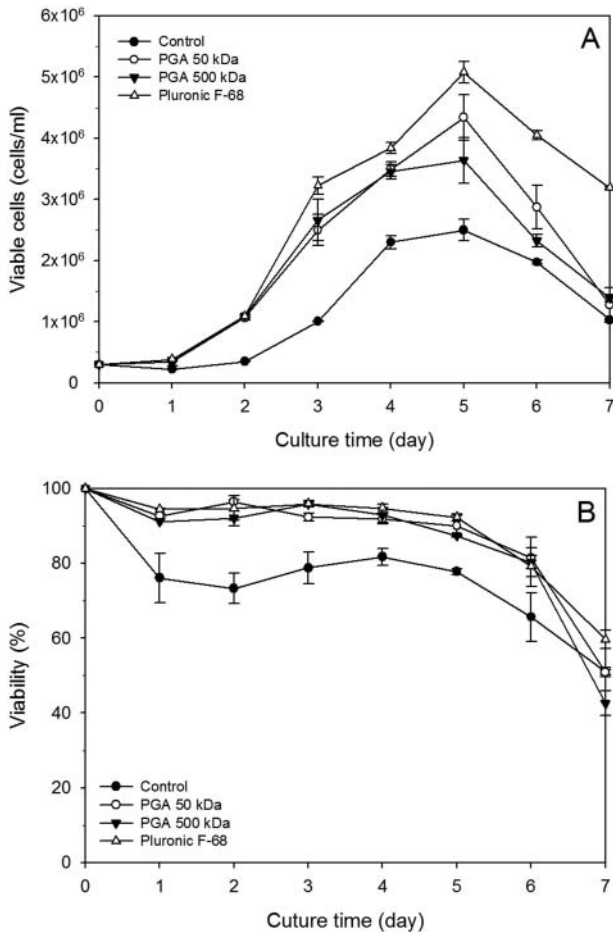 6x10⁶
5x10⁶
4x10⁶
3x10⁶
2x10⁶
1x10⁶
0
Viable cells (cells/ml)
Control
PGA 50 kDa
PGA 500 kDa
Pluronic F-68
A
0 1 2 3 4 5 6 7
Culture time (day)
100
80
60
40
20
0
Viability (%)
B
Control
PGA 50 kDa
PGA 500 kDa
Pluronic F-68
0 1 2 3 4 5 6 7
Cuture time (day)